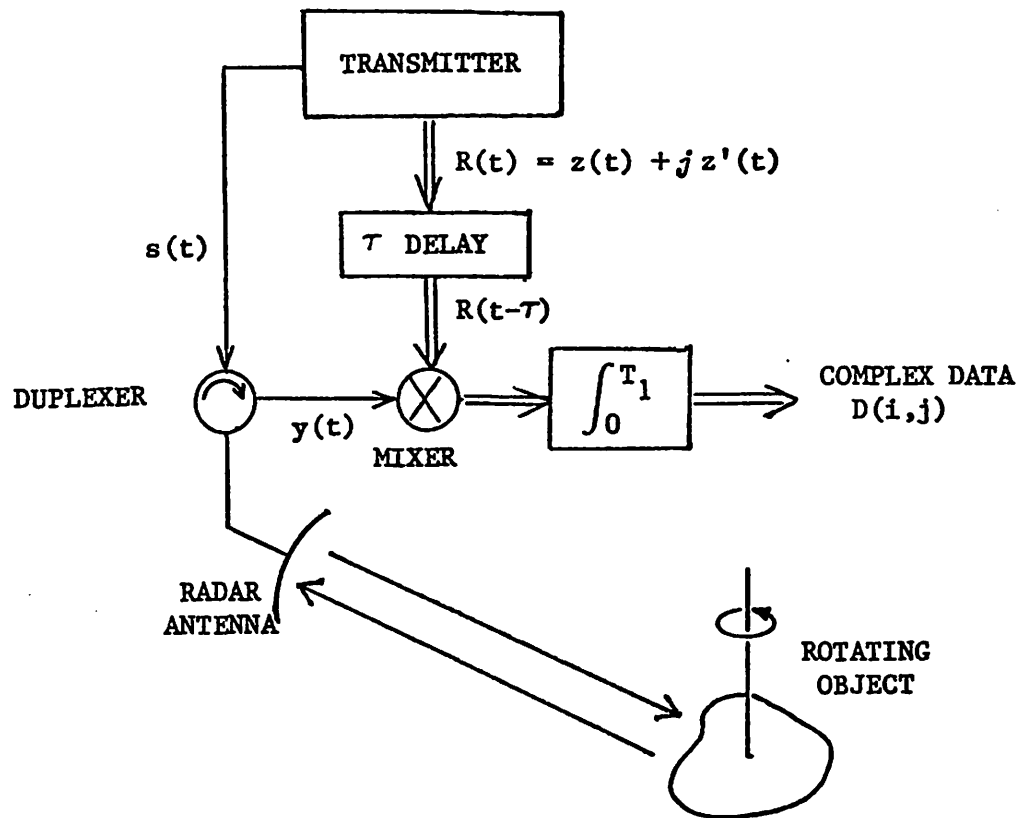 TRANSMITTER
R(t) = z(t) + j z'(t)
s(t)
τ DELAY
R(t-τ)
DUPLEXER
y(t)
MIXER
∫₀T₁
COMPLEX DATA
D(i,j)
RADAR
ANTENNA
ROTATING
OBJECT